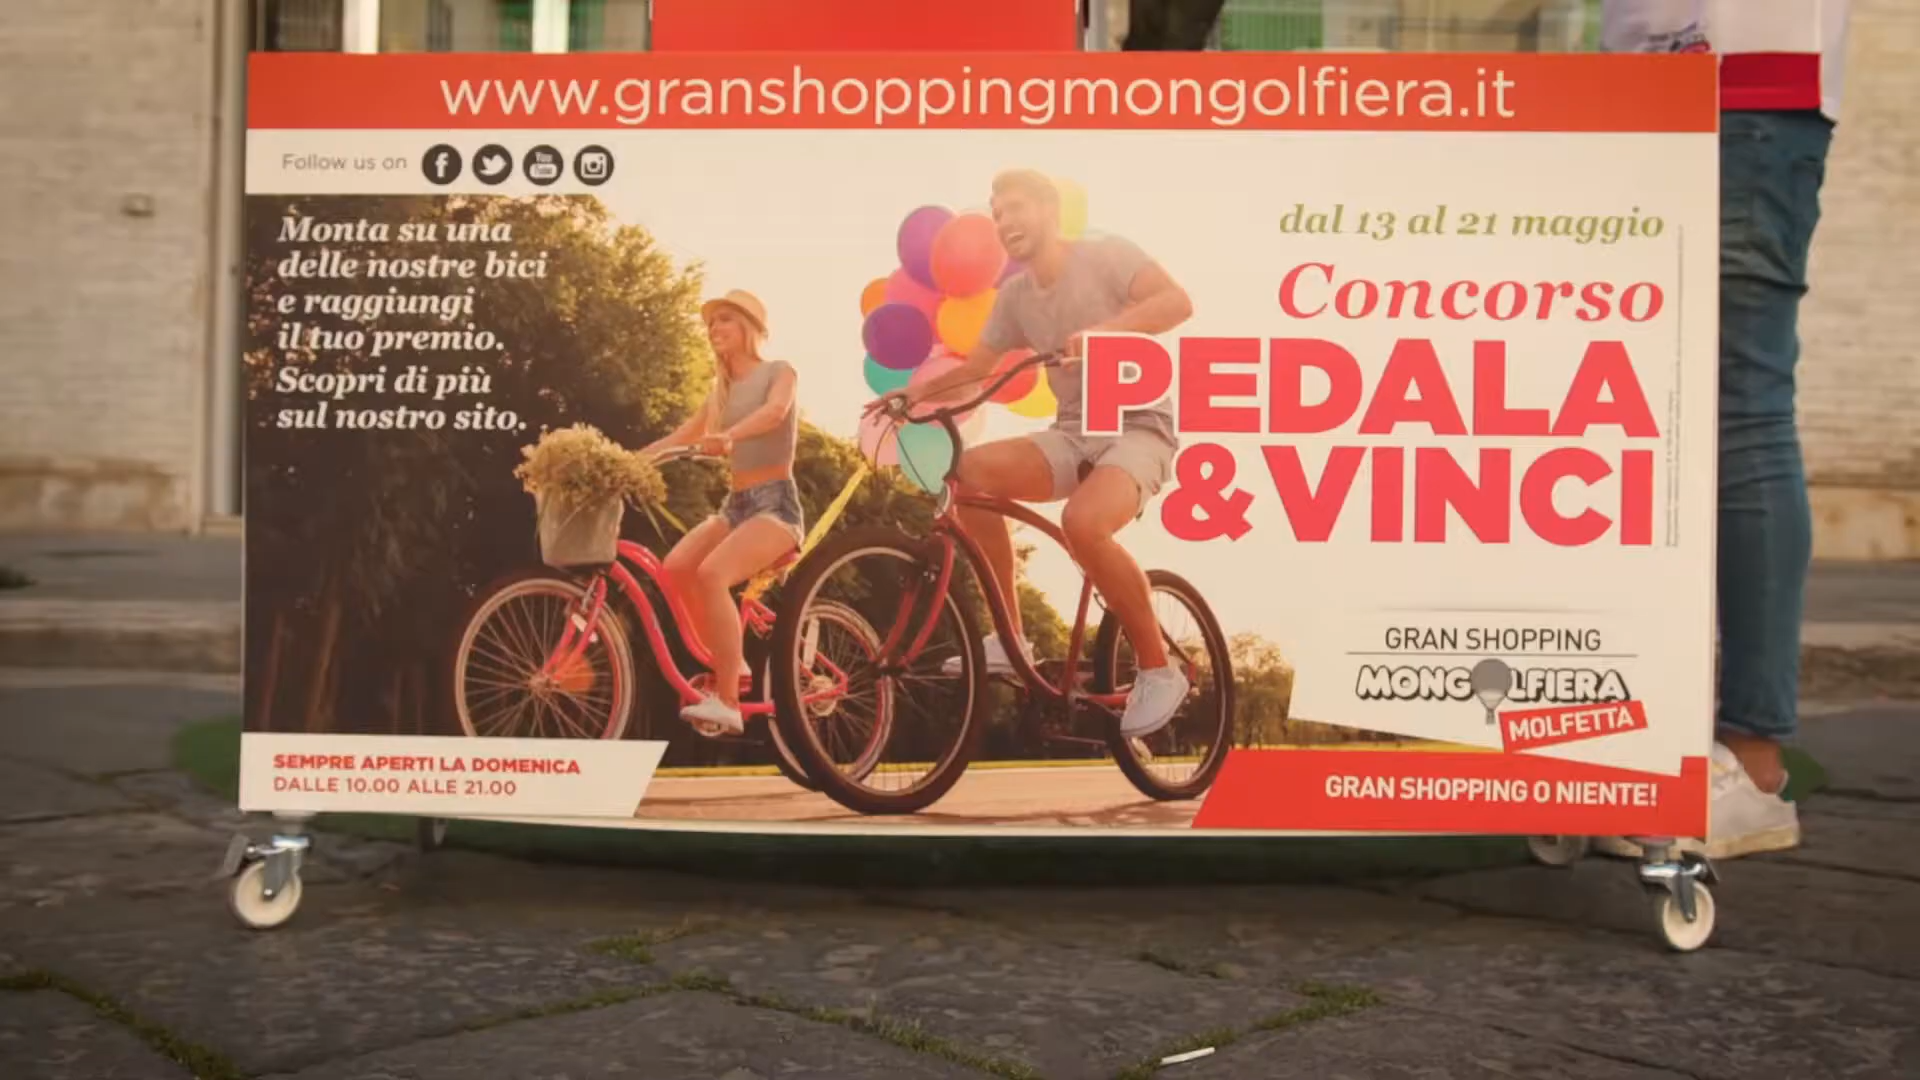 www.granshoppingmongolfiera.it
Follow us on
Monta su una
delle nostre bici
e raggiungi
il tuo premio.
Scopri di più
sul nostro sito.
dal 13 al 21 maggio
Concorso
PEDALA
&VINCI
GRAN SHOPPING
MONGOLFIERA
MOLFETTA
SEMPRE APERTI LA DOMENICA
DALLE 10.00 ALLE 21.00
GRAN SHOPPING O NIENTE!